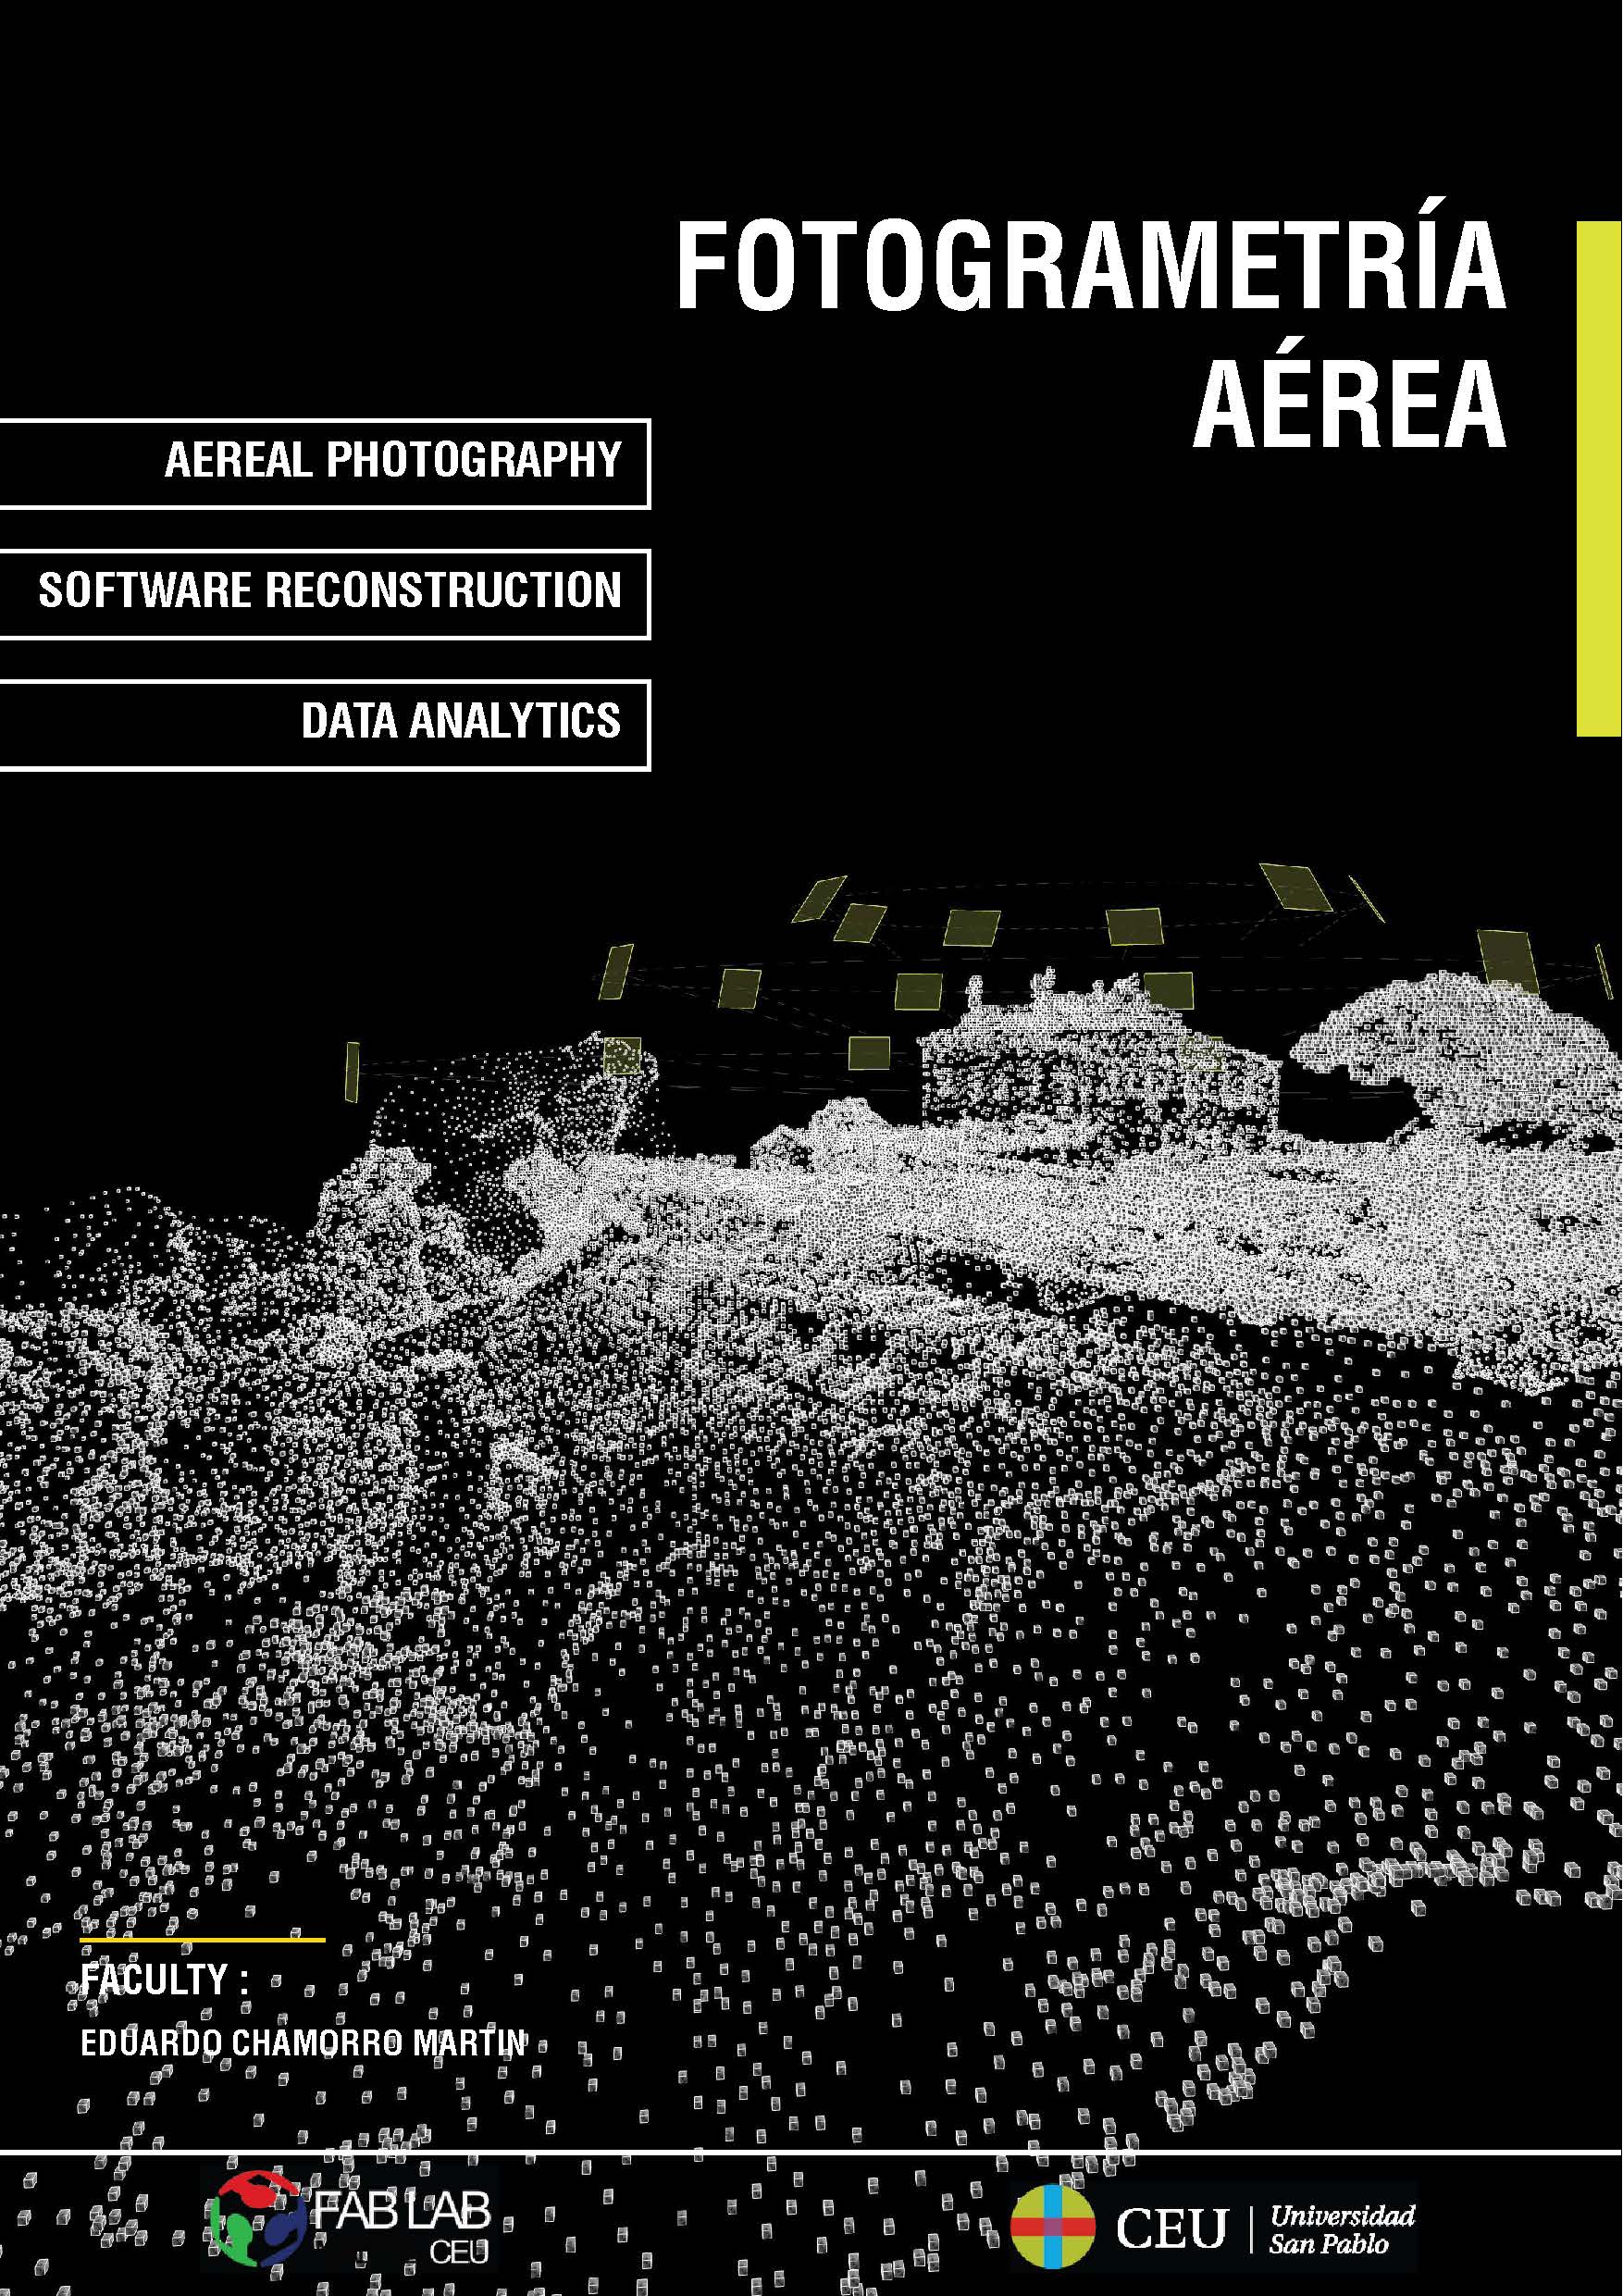 FOTOGRAMETRÍA
AÉREA
AEREAL PHOTOGRAPHY
SOFTWARE RECONSTRUCTION
DATA ANALYTICS
FACULTY :
EDUARDO CHAMORRO MARTIN
FAB LAB
CEU
CEU
Universidad
San Pablo